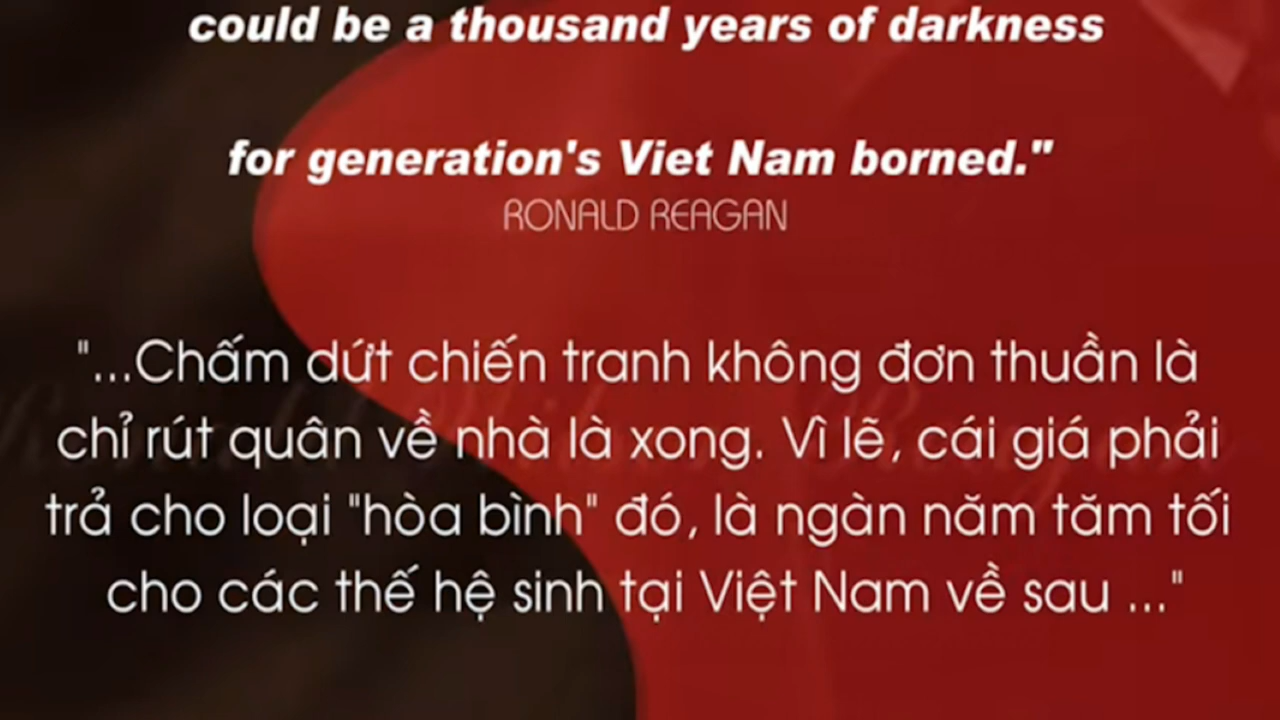 could be a thousand years of darkness
for generation's Viet Nam borned."
RONALD REAGAN
"...Chấm dứt chiến tranh không đơn thuần là
chỉ rút quân về nhà là xong. Vì lẽ, cái giá phải
trả cho loại "hòa bình" đó, là ngàn năm tăm tối
cho các thế hệ sinh tại Việt Nam về sau ..."